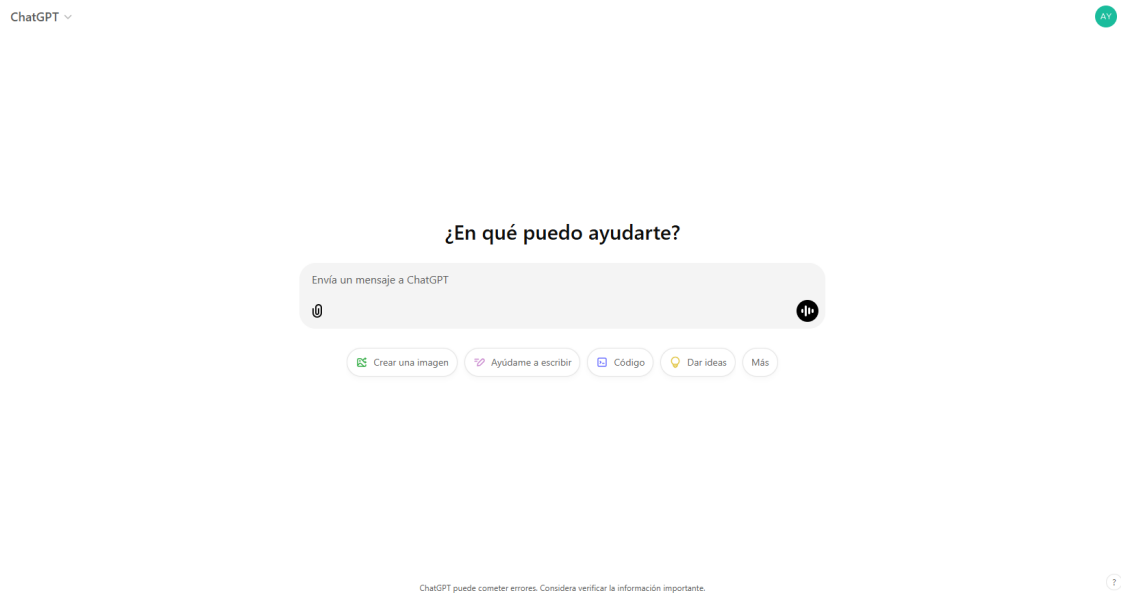 ChatGPT
AY
¿En qué puedo ayudarte?
Envía un mensaje a ChatGPT
Crear una imagen Ayúdame a escribir Código Dar ideas Más
ChatGPT puede cometer errores. Considera verificar la información importante.
?